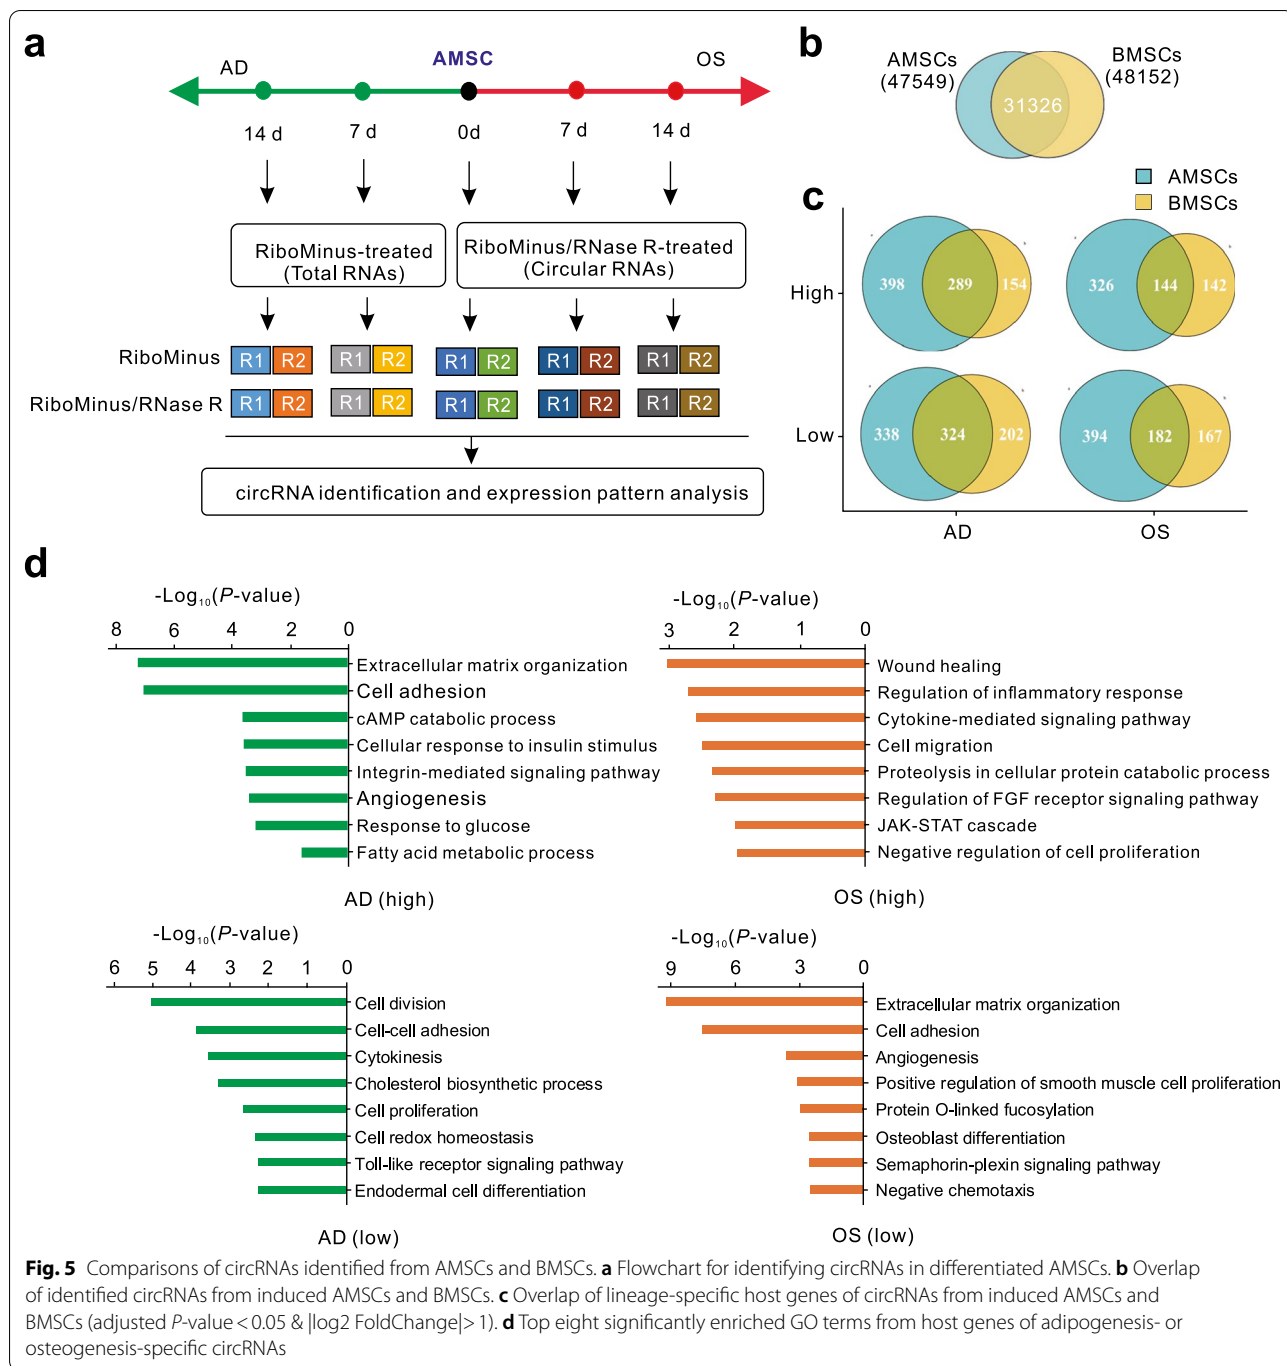 a
AD
AMSC
OS
14 d
7 d
0d
7 d
14 d
RiboMinus-treated
(Total RNAs)
RiboMinus/RNase R-treated
(Circular RNAs)
RiboMinus
R1 R2 R1 R2 R1 R2 R1 R2 R1 R2
RiboMinus/RNase R
R1 R2 R1 R2 R1 R2 R1 R2 R1 R2
circRNA identification and expression pattern analysis
b
AMSCs
(47549)
BMSCs
(48152)
31326
AMSCs
BMSCs
c
High
398 289 154
326 144 142
Low
338 324 202
394 182 167
AD
OS
d
-Log10(P-value)
8 6 4 2 0
Extracellular matrix organization
Cell adhesion
cAMP catabolic process
Cellular response to insulin stimulus
Integrin-mediated signaling pathway
Angiogenesis
Response to glucose
Fatty acid metabolic process
AD (high)
-Log10(P-value)
3 2 1 0
Wound healing
Regulation of inflammatory response
Cytokine-mediated signaling pathway
Cell migration
Proteolysis in cellular protein catabolic process
Regulation of FGF receptor signaling pathway
JAK-STAT cascade
Negative regulation of cell proliferation
OS (high)
-Log10(P-value)
6 5 4 3 2 1 0
Cell division
Cell-cell adhesion
Cytokinesis
Cholesterol biosynthetic process
Cell proliferation
Cell redox homeostasis
Toll-like receptor signaling pathway
Endodermal cell differentiation
AD (low)
-Log10(P-value)
9 6 3 0
Extracellular matrix organization
Cell adhesion
Angiogenesis
Positive regulation of smooth muscle cell proliferation
Protein O-linked fucosylation
Osteoblast differentiation
Semaphorin-plexin signaling pathway
Negative chemotaxis
OS (low)
Fig. 5 Comparisons of circRNAs identified from AMSCs and BMSCs. a Flowchart for identifying circRNAs in differentiated AMSCs. b Overlap
of identified circRNAs from induced AMSCs and BMSCs. c Overlap of lineage-specific host genes of circRNAs from induced AMSCs and
BMSCs (adjusted P-value < 0.05 & |log2 FoldChange| > 1). d Top eight significantly enriched GO terms from host genes of adipogenesis- or
osteogenesis-specific circRNAs